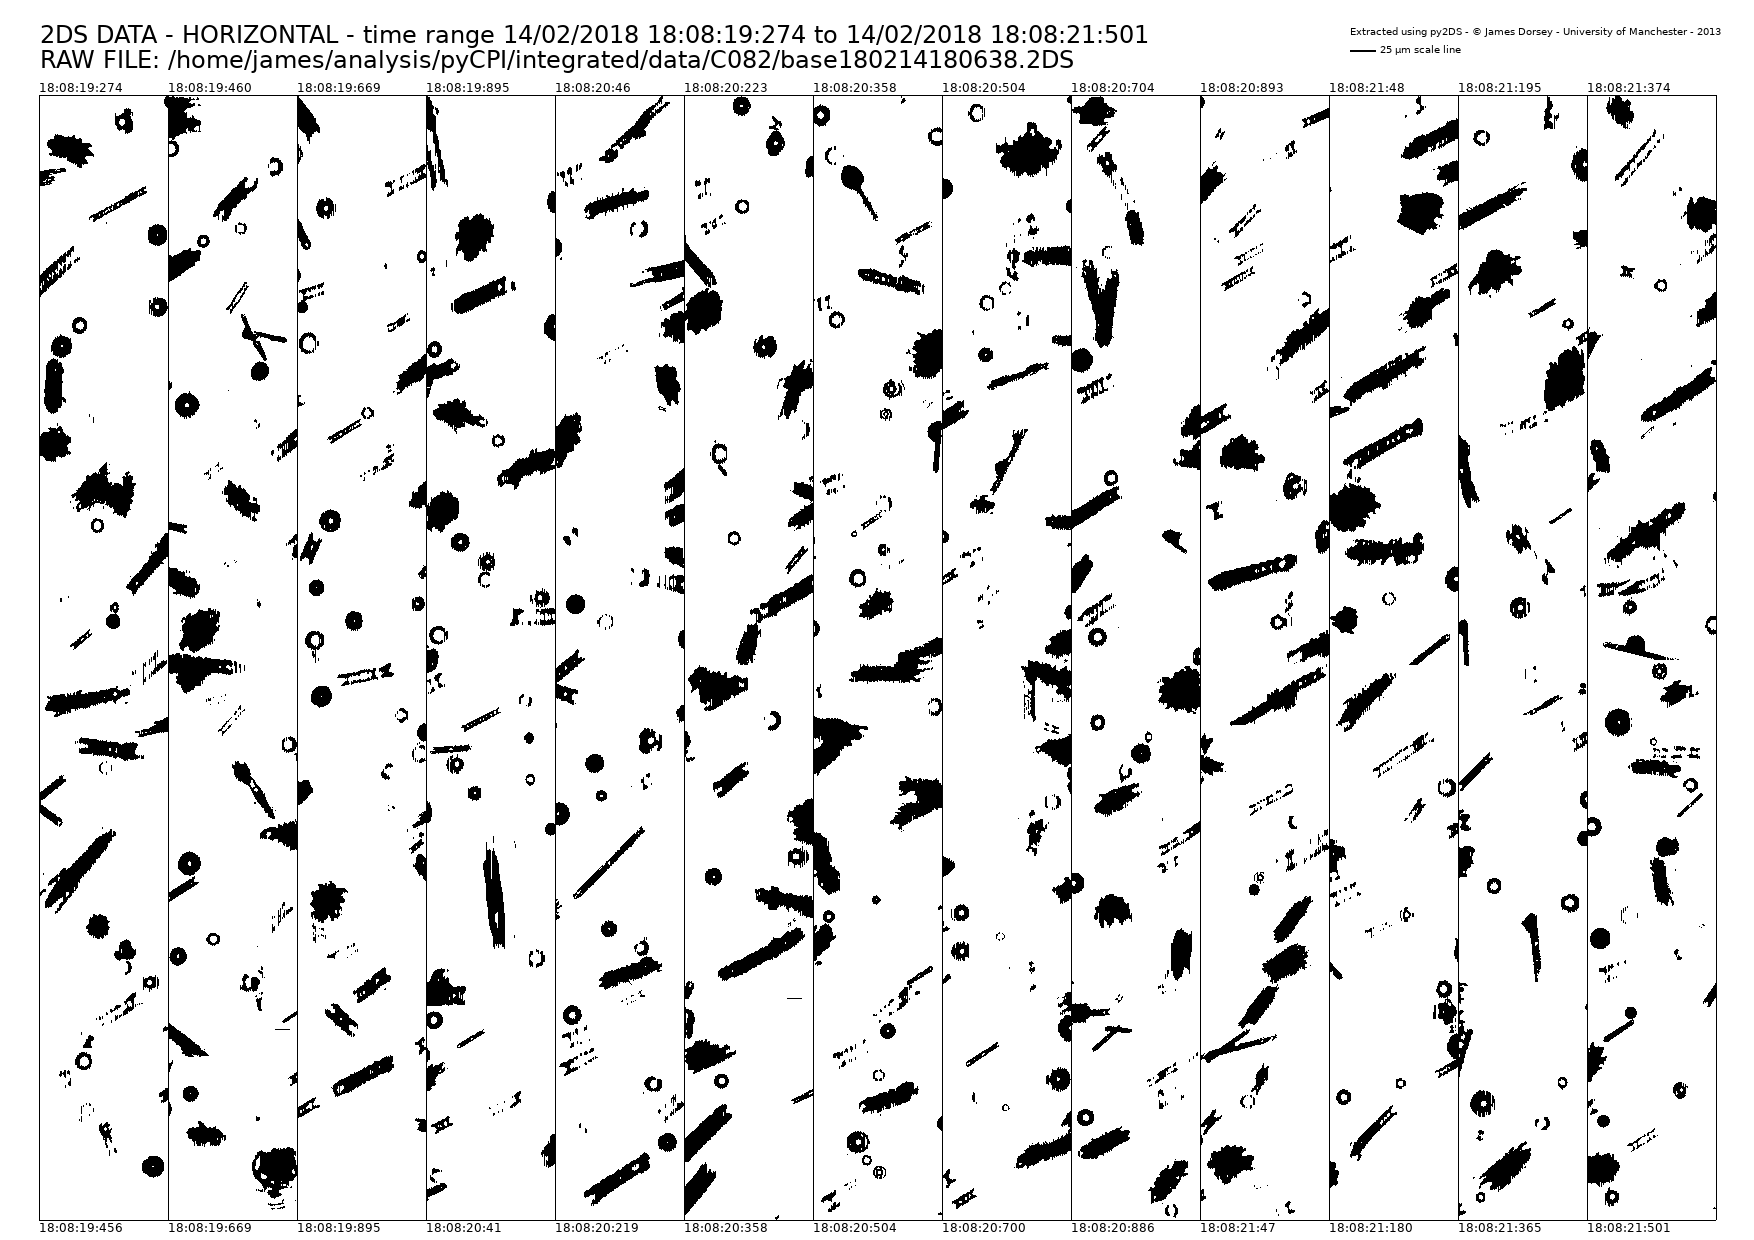 2DS DATA - HORIZONTAL - time range 14/02/2018 18:08:19:274 to 14/02/2018 18:08:21:501
RAW FILE: /home/james/analysis/pyCPI/integrated/data/C082/base180214180638.2DS
Extracted using py2DS - © James Dorsey - University of Manchester - 2013
25 µm scale line
18:08:19:274 18:08:19:460 18:08:19:669 18:08:19:895 18:08:20:46 18:08:20:223 18:08:20:358 18:08:20:504 18:08:20:704 18:08:20:893 18:08:21:48 18:08:21:195 18:08:21:374
18:08:19:456 18:08:19:669 18:08:19:895 18:08:20:41 18:08:20:219 18:08:20:358 18:08:20:504 18:08:20:700 18:08:20:886 18:08:21:47 18:08:21:180 18:08:21:365 18:08:21:501